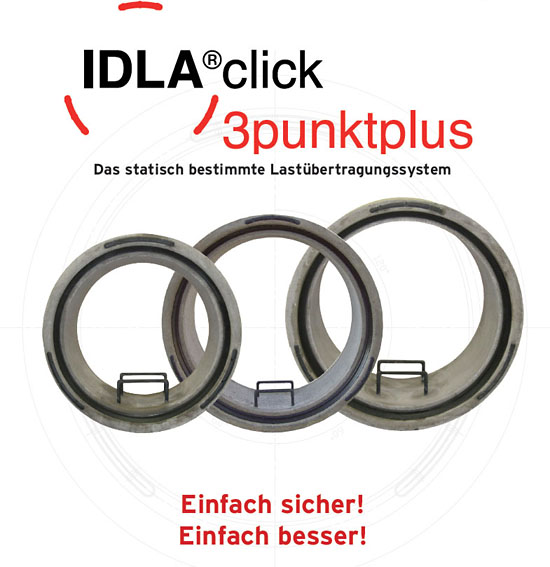 IDLA®click
3punktplus
Das statisch bestimmte Lastübertragungssystem
Einfach sicher!
Einfach besser!